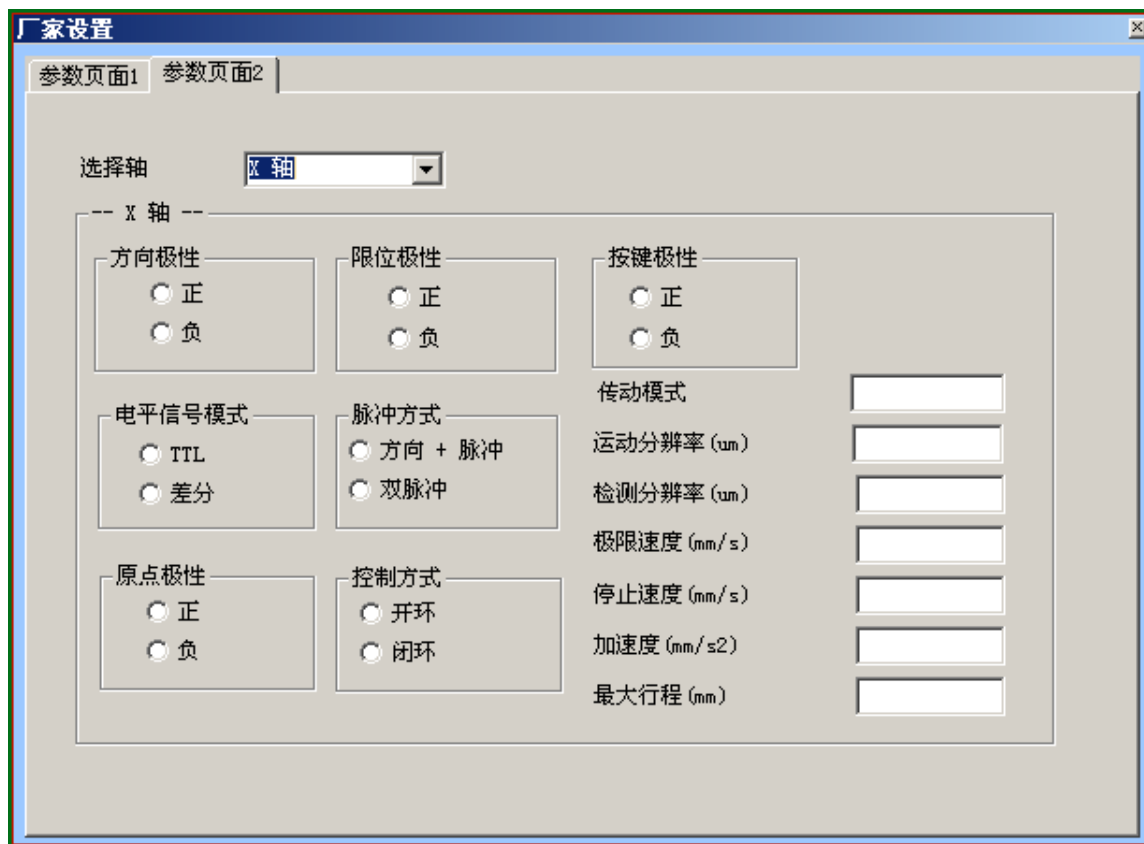 厂家设置
参数页面1 参数页面2
选择轴 X 轴
-- X 轴 --
方向极性 限位极性 按键极性
正 正 正
负 负 负
传动模式
电平信号模式 脉冲方式
运动分辨率(um)
TTL 方向 + 脉冲
差分 双脉冲 检测分辨率(um)
极限速度(mm/s)
原点极性 控制方式
停止速度(mm/s)
正 开环
负 闭环 加速度(mm/s2)
最大行程(mm)